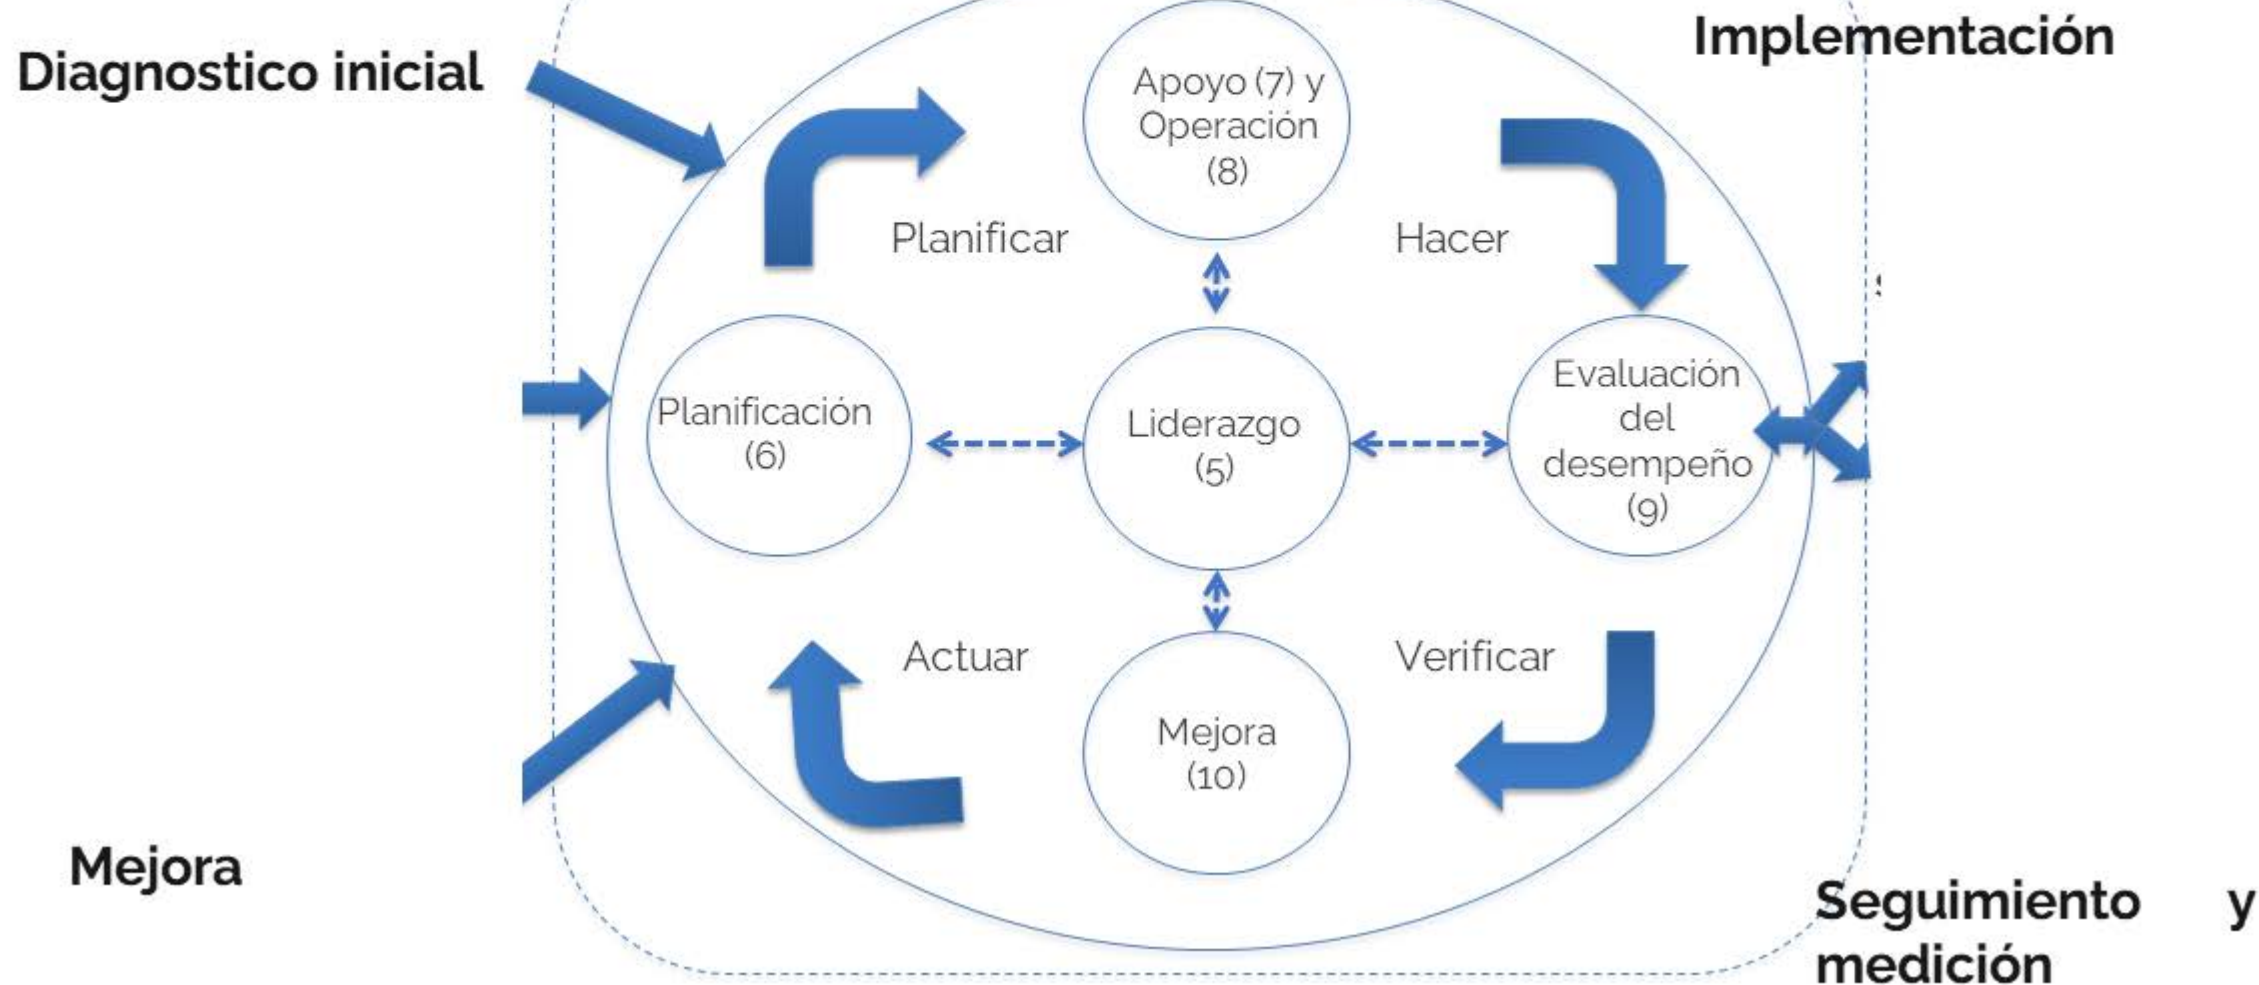 Diagnostico inicial
Implementación
Apoyo (7) y
Operación
(8)
Planificar
Hacer
Planificación
(6)
Liderazgo
(5)
Evaluación
del
desempeño
(9)
Actuar
Verificar
Mejora
(10)
Mejora
Seguimiento y
medición